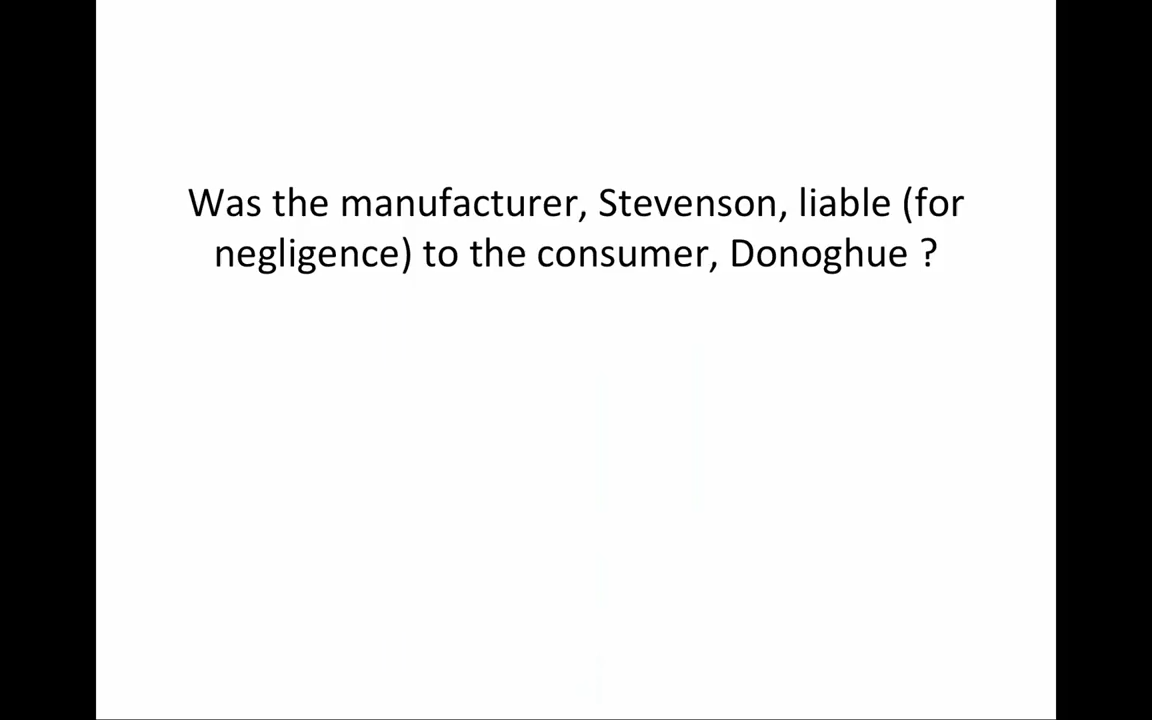 Was the manufacturer, Stevenson, liable (for
negligence) to the consumer, Donoghue ?